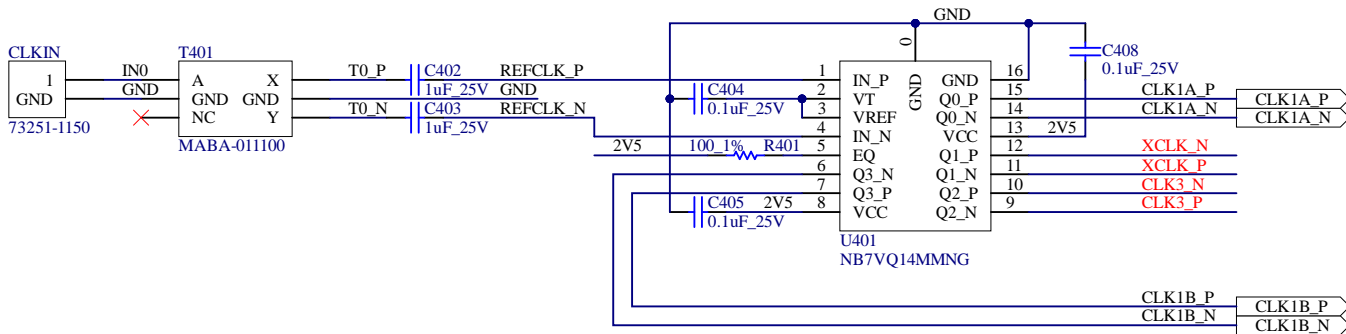 GND
CLKIN
1
GND
73251-1150
IN0
GND
T401
A
GND
NC
X
GND
Y
MABA-011100
T0_P
T0_N
C402
1uF_25V
C403
1uF_25V
REFCLK_P
GND
REFCLK_N
C404
0.1uF_25V
2V5
100_1%
R401
C405
0.1uF_25V
2V5
0
GND
1
2
3
4
5
6
7
8
IN_P
VT
VREF
IN_N
EQ
Q3_N
Q3_P
VCC
GND
Q0_P
Q0_N
VCC
Q1_P
Q1_N
Q2_P
Q2_N
16
15
14
13
12
11
10
9
U401
NB7VQ14MMNG
C408
0.1uF_25V
2V5
CLK1A_P
CLK1A_N
XCLK_N
XCLK_P
CLK3_N
CLK3_P
CLK1A_P
CLK1A_N
CLK1B_P
CLK1B_N
CLK1B_P
CLK1B_N